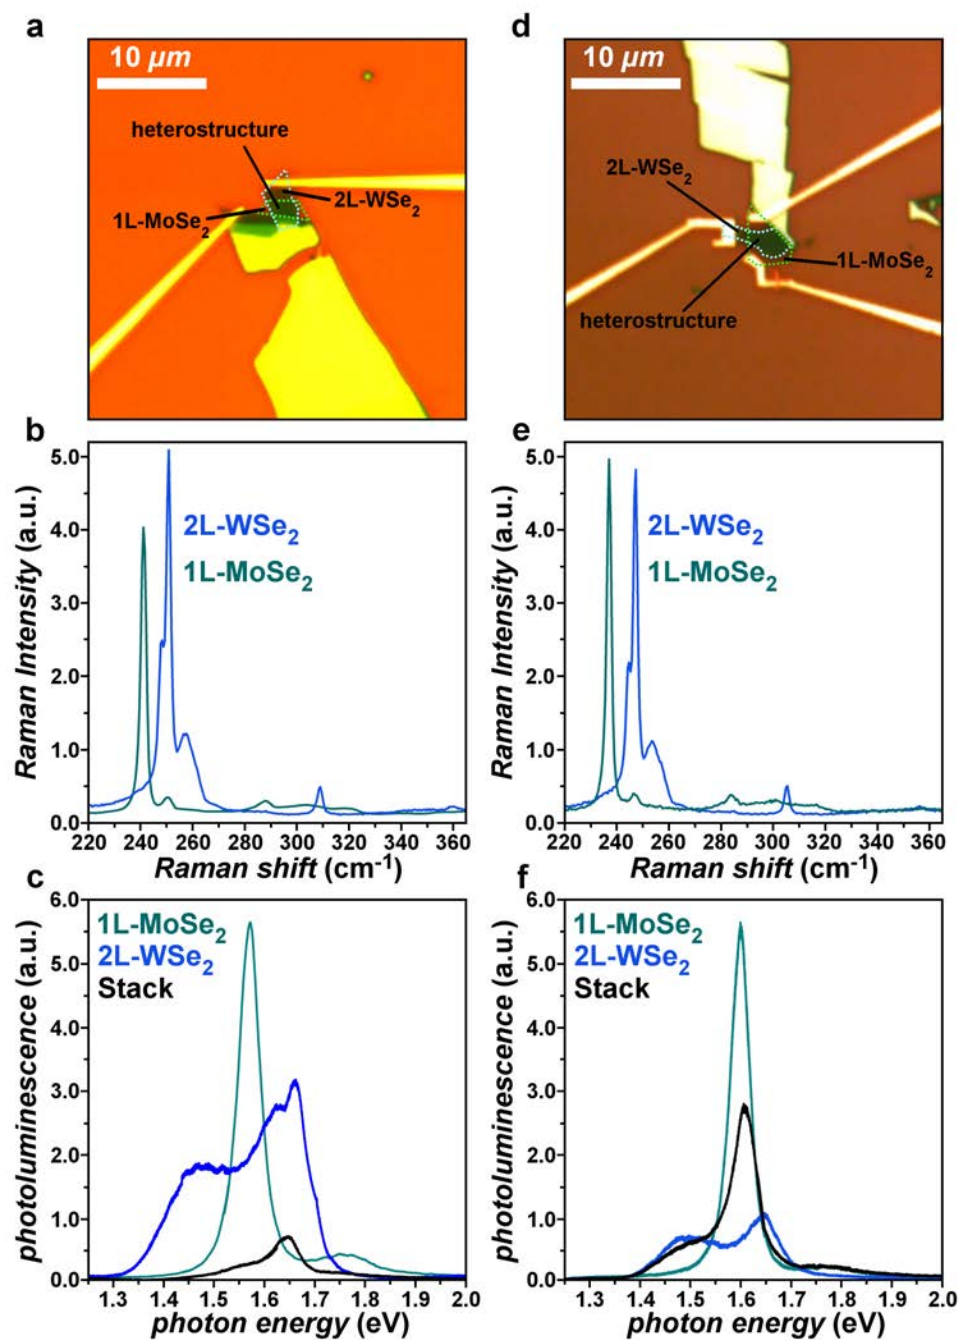 a
10 µm
heterostructure
2L-WSe2
1L-MoSe2
d
10 µm
2L-WSe2
1L-MoSe2
heterostructure
b
5.0
4.0
3.0
2.0
1.0
0.0
Raman Intensity (a.u.)
2L-WSe2
1L-MoSe2
220 240 260 280 300 320 340 360
Raman shift (cm-1)
e
5.0
4.0
3.0
2.0
1.0
0.0
Raman Intensity (a.u.)
2L-WSe2
1L-MoSe2
220 240 260 280 300 320 340 360
Raman shift (cm-1)
c
6.0
5.0
4.0
3.0
2.0
1.0
0.0
photoluminescence (a.u.)
1L-MoSe2
2L-WSe2
Stack
1.3 1.4 1.5 1.6 1.7 1.8 1.9 2.0
photon energy (eV)
f
6.0
5.0
4.0
3.0
2.0
1.0
0.0
photoluminescence (a.u.)
1L-MoSe2
2L-WSe2
Stack
1.3 1.4 1.5 1.6 1.7 1.8 1.9 2.0
photon energy (eV)